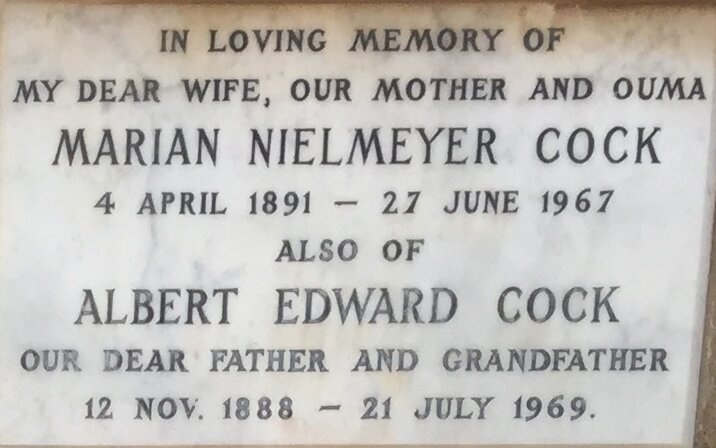 IN LOVING MEMORY OF
MY DEAR WIFE, OUR MOTHER AND OUMA
MARIAN NIELMEYER COCK
4 APRIL 1891 – 27 JUNE 1967
ALSO OF
ALBERT EDWARD COCK
OUR DEAR FATHER AND GRANDFATHER
12 NOV. 1888 – 21 JULY 1969.